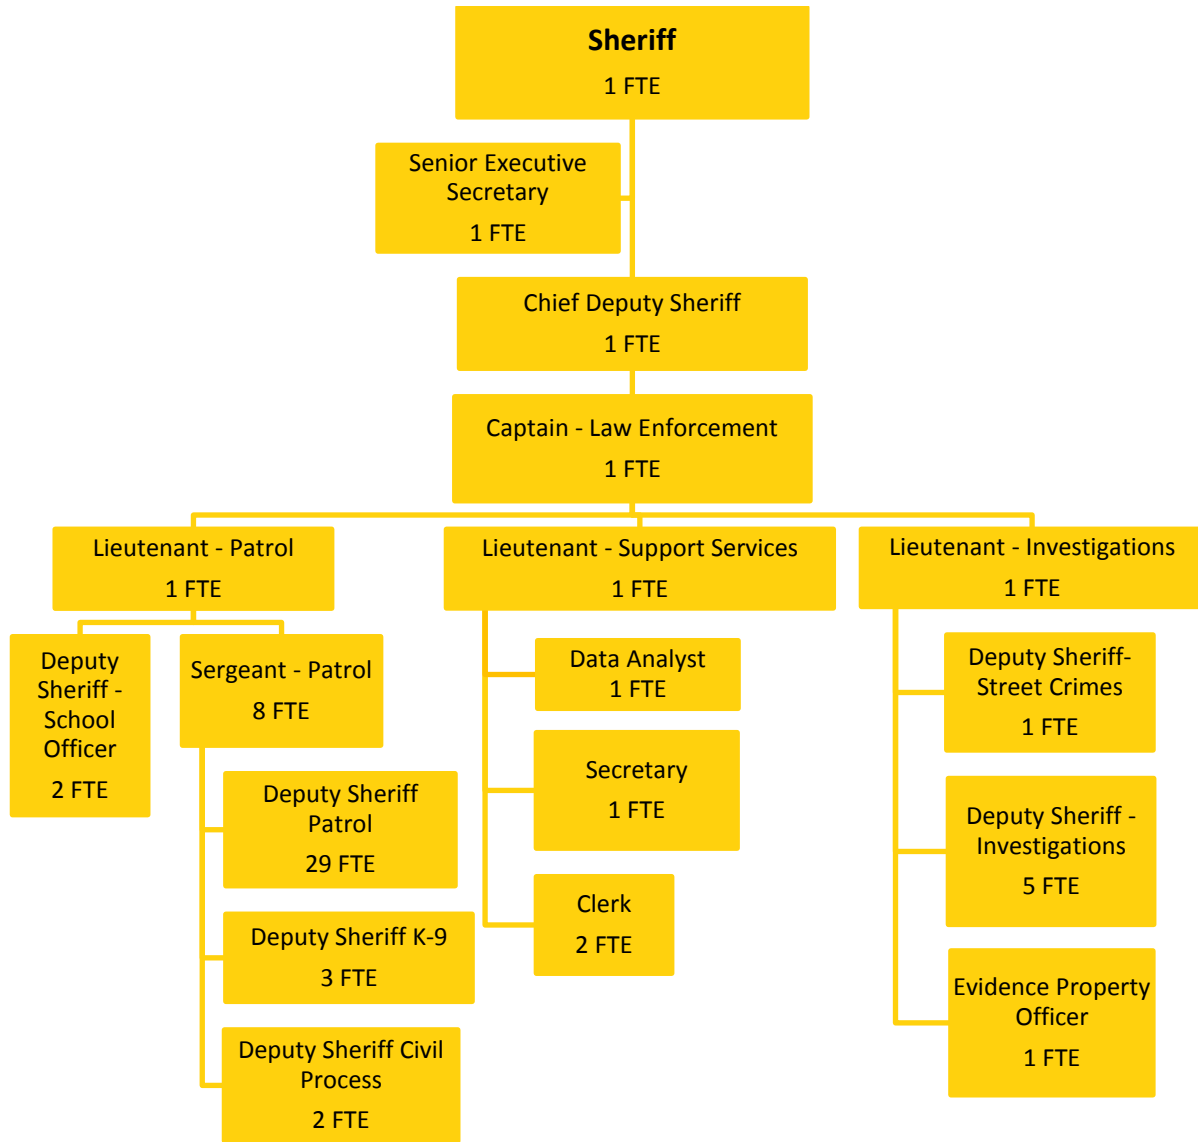 Sheriff
1 FTE
Senior Executive
Secretary
1 FTE
Chief Deputy Sheriff
1 FTE
Captain - Law Enforcement
1 FTE
Lieutenant - Patrol
1 FTE
Deputy
Sheriff -
School
Officer
2 FTE
Sergeant - Patrol
8 FTE
Deputy Sheriff
Patrol
29 FTE
Deputy Sheriff K-9
3 FTE
Deputy Sheriff Civil
Process
2 FTE
Lieutenant - Support Services
1 FTE
Data Analyst
1 FTE
Secretary
1 FTE
Clerk
2 FTE
Lieutenant - Investigations
1 FTE
Deputy Sheriff-
Street Crimes
1 FTE
Deputy Sheriff -
Investigations
5 FTE
Evidence Property
Officer
1 FTE